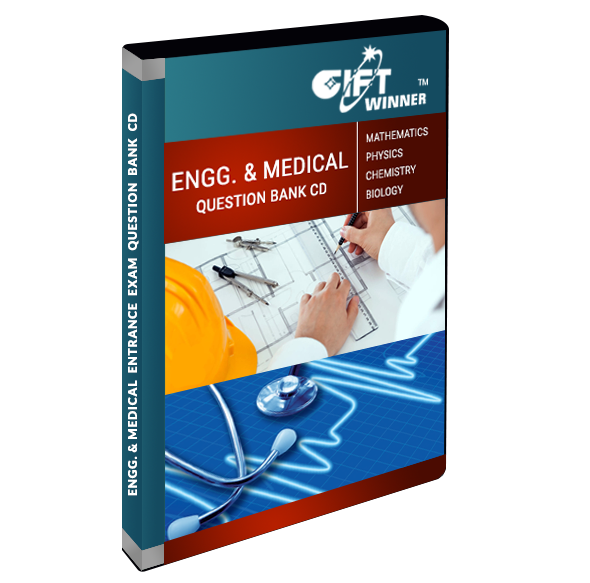 GIFT
WINNER
TM
MATHEMATICS
PHYSICS
CHEMISTRY
BIOLOGY
ENGG. & MEDICAL
QUESTION BANK CD
ENGG. & MEDICAL ENTRANCE EXAM QUESTION BANK CD